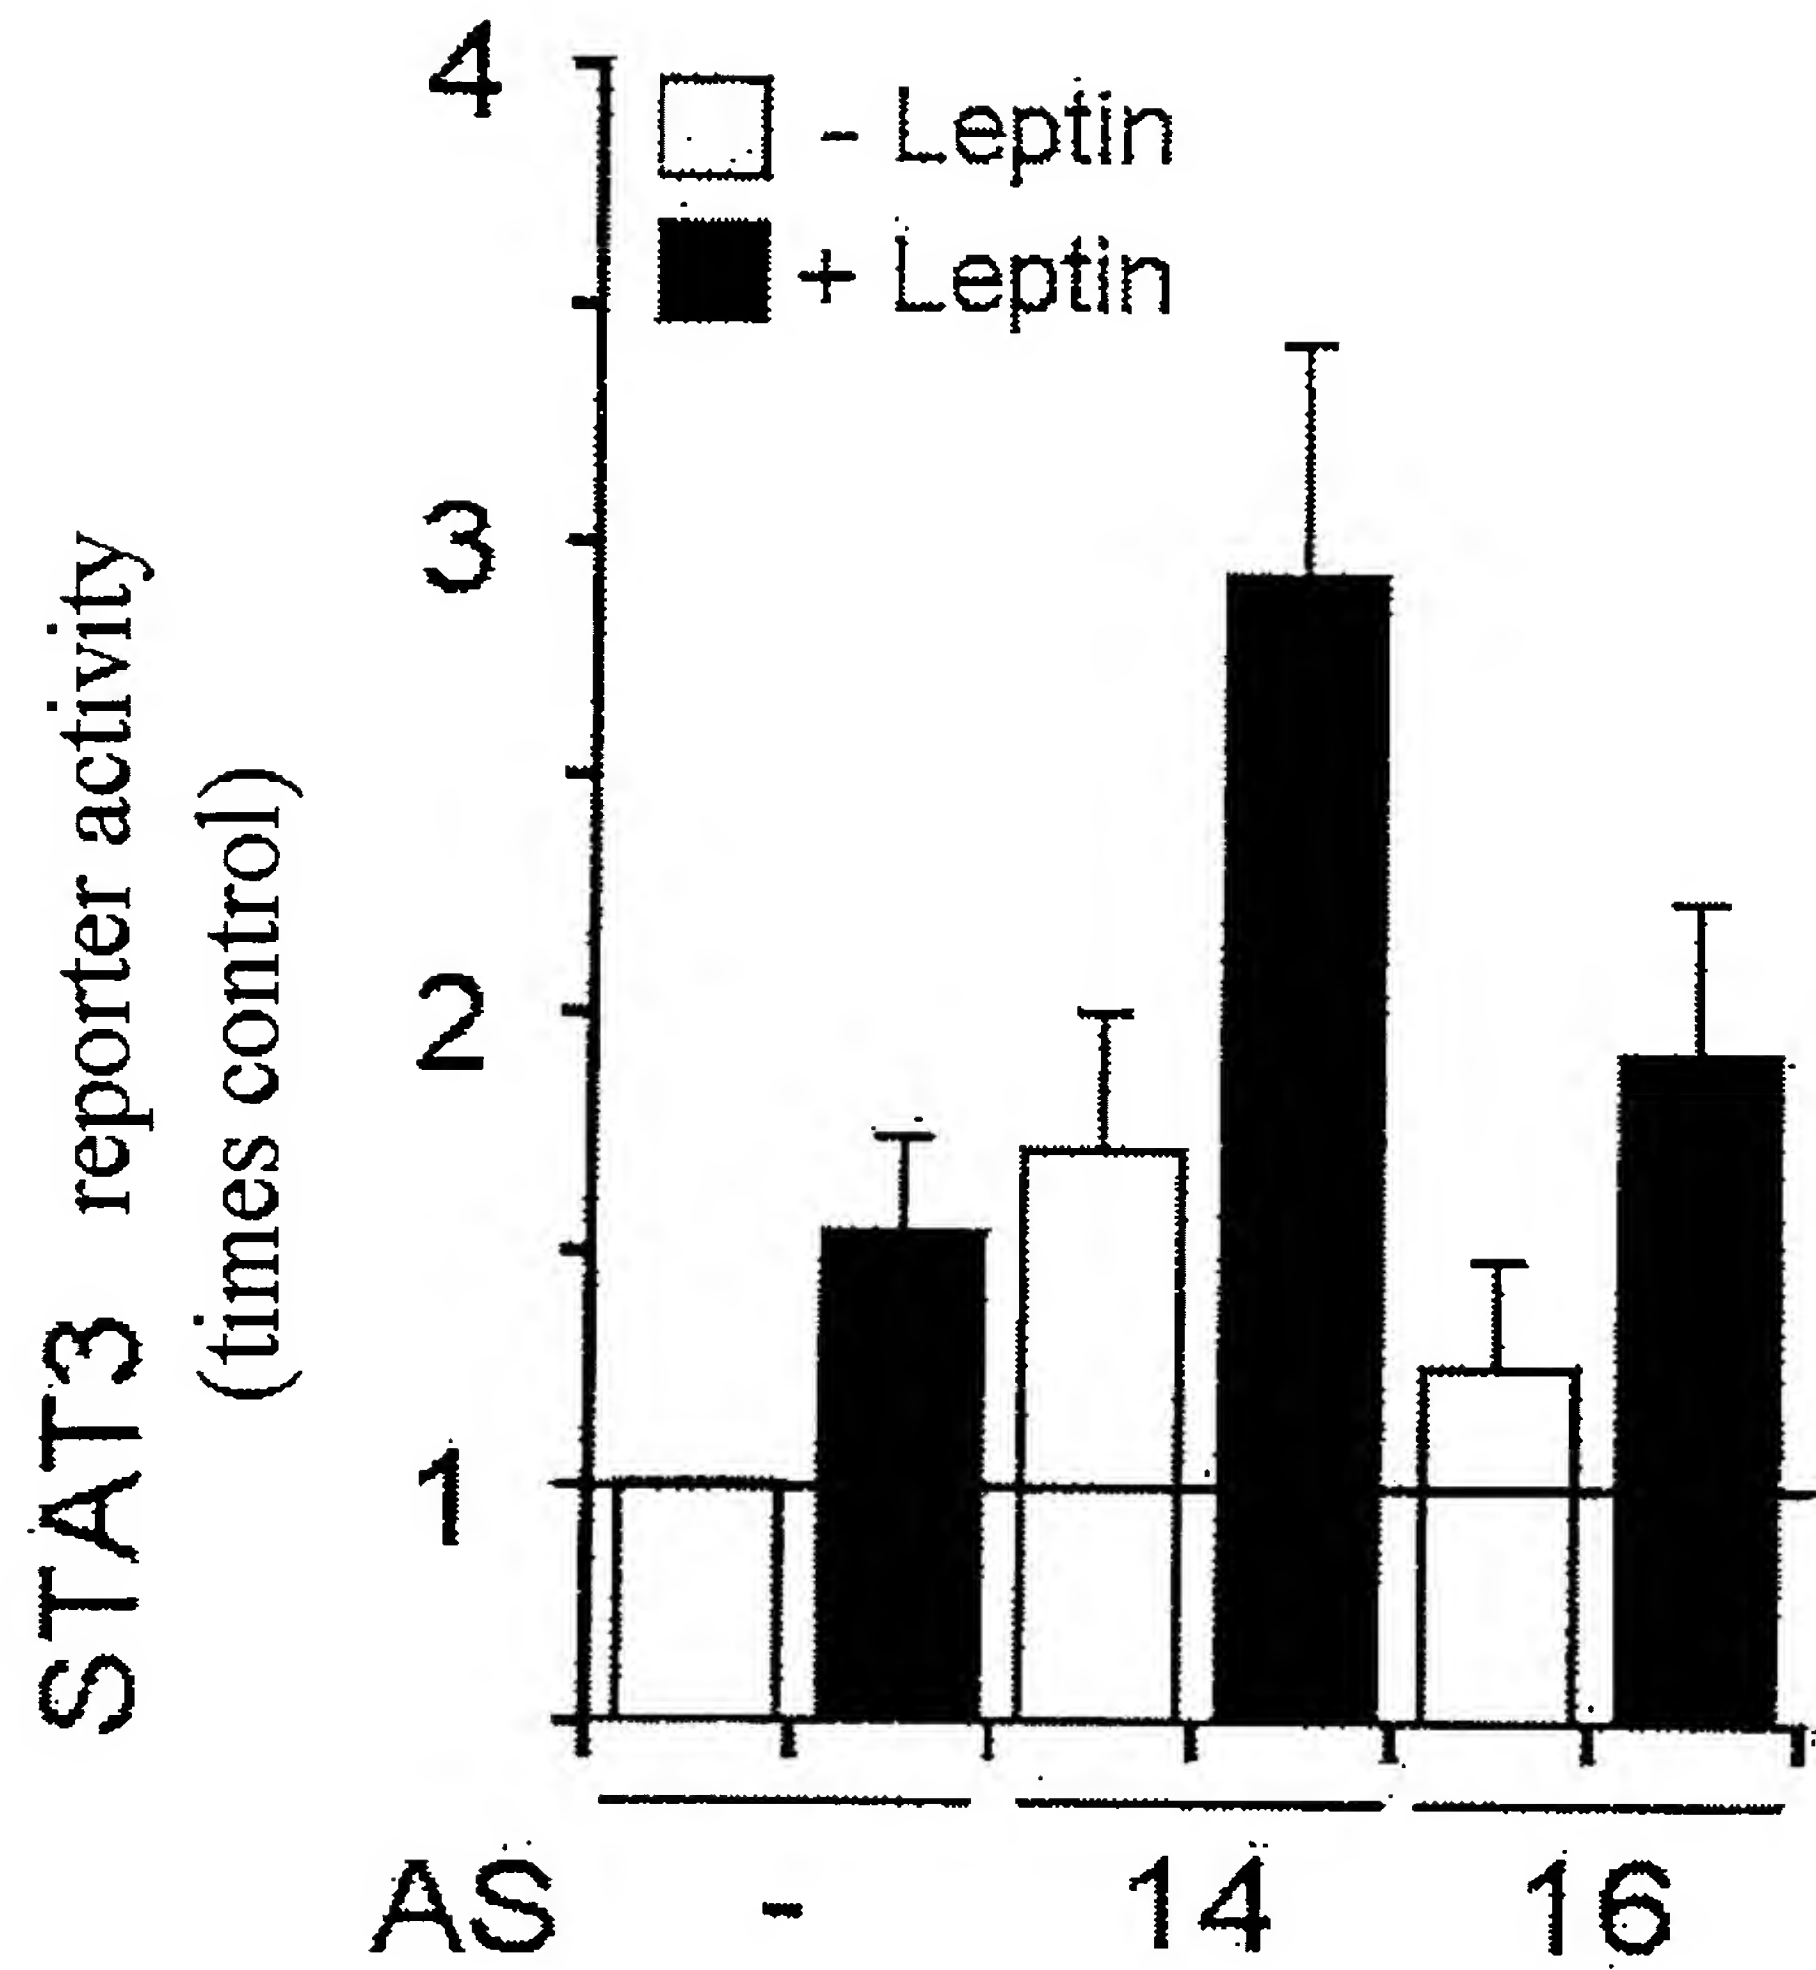 STAT3 reporter activity
(times control)
4
3
2
1
- Leptin
+ Leptin
AS - 14 16